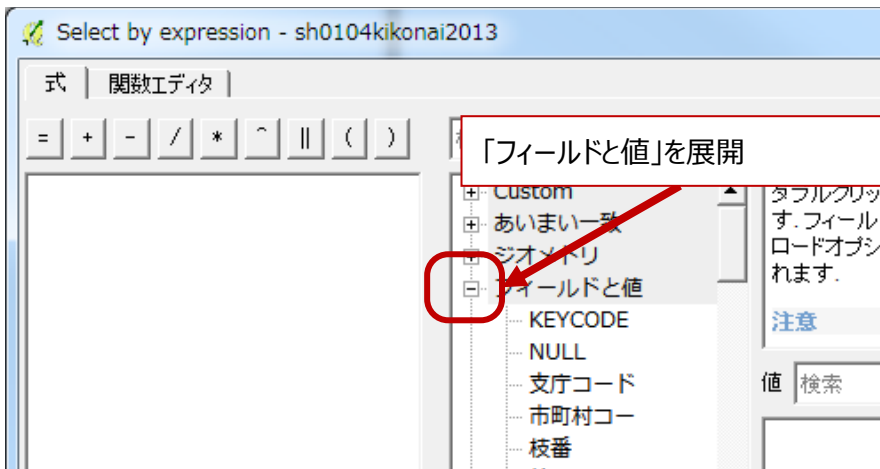 Select by expression - sh0104kikonai2013
式 関数エディタ
= + - / * ^ || ( )
「フィールドと値」を展開
Custom
あいまい一致
ジオメトリ
フィールドと値
KEYCODE
NULL
支庁コード
市町村コー
枝番
ダブルクリッ
す.フィール
ロードオプシ
れます.
注意
値 検索